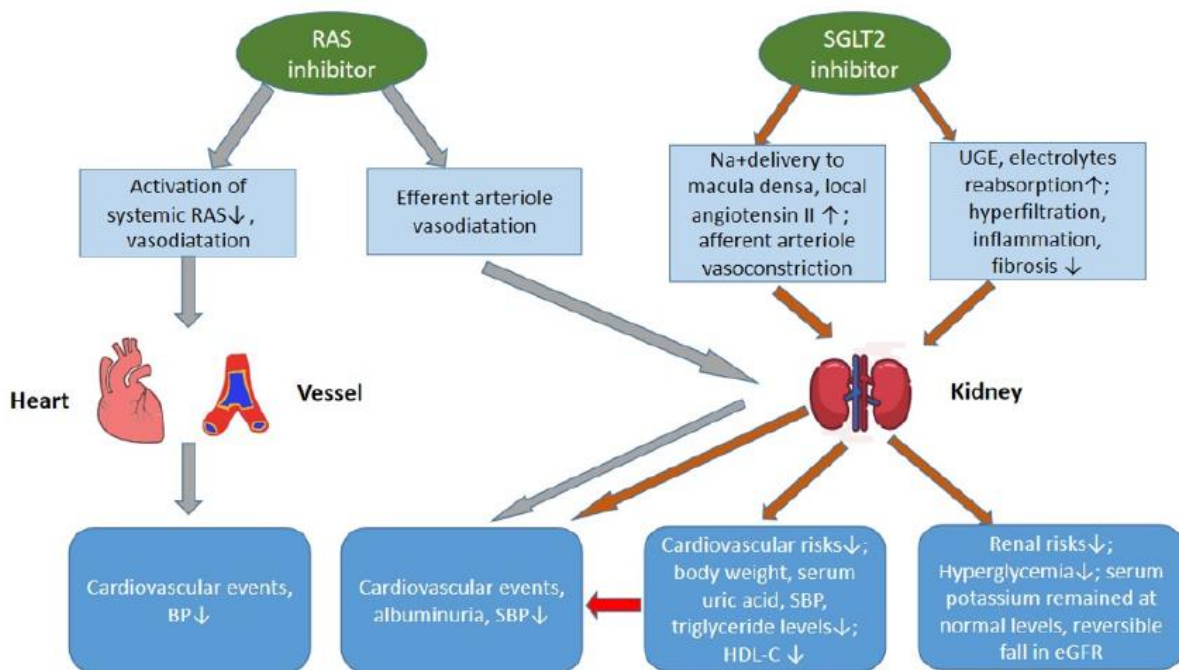 RAS
inhibitor
SGLT2
inhibitor
Activation of
systemic RAS↓,
vasodiatation
Efferent arteriole
vasodiatation
Na+delivery to
macula densa, local
angiotensin II ↑;
afferent arteriole
vasoconstriction
UGE, electrolytes
reabsorption↑;
hyperfiltration,
inflammation,
fibrosis ↓
Heart
Vessel
Kidney
Cardiovascular events,
BP↓
Cardiovascular events,
albuminuria, SBP↓
Cardiovascular risks↓;
body weight, serum
uric acid, SBP,
triglyceride levels↓;
HDL-C ↓
Renal risks↓;
Hyperglycemia↓; serum
potassium remained at
normal levels, reversible
fall in eGFR